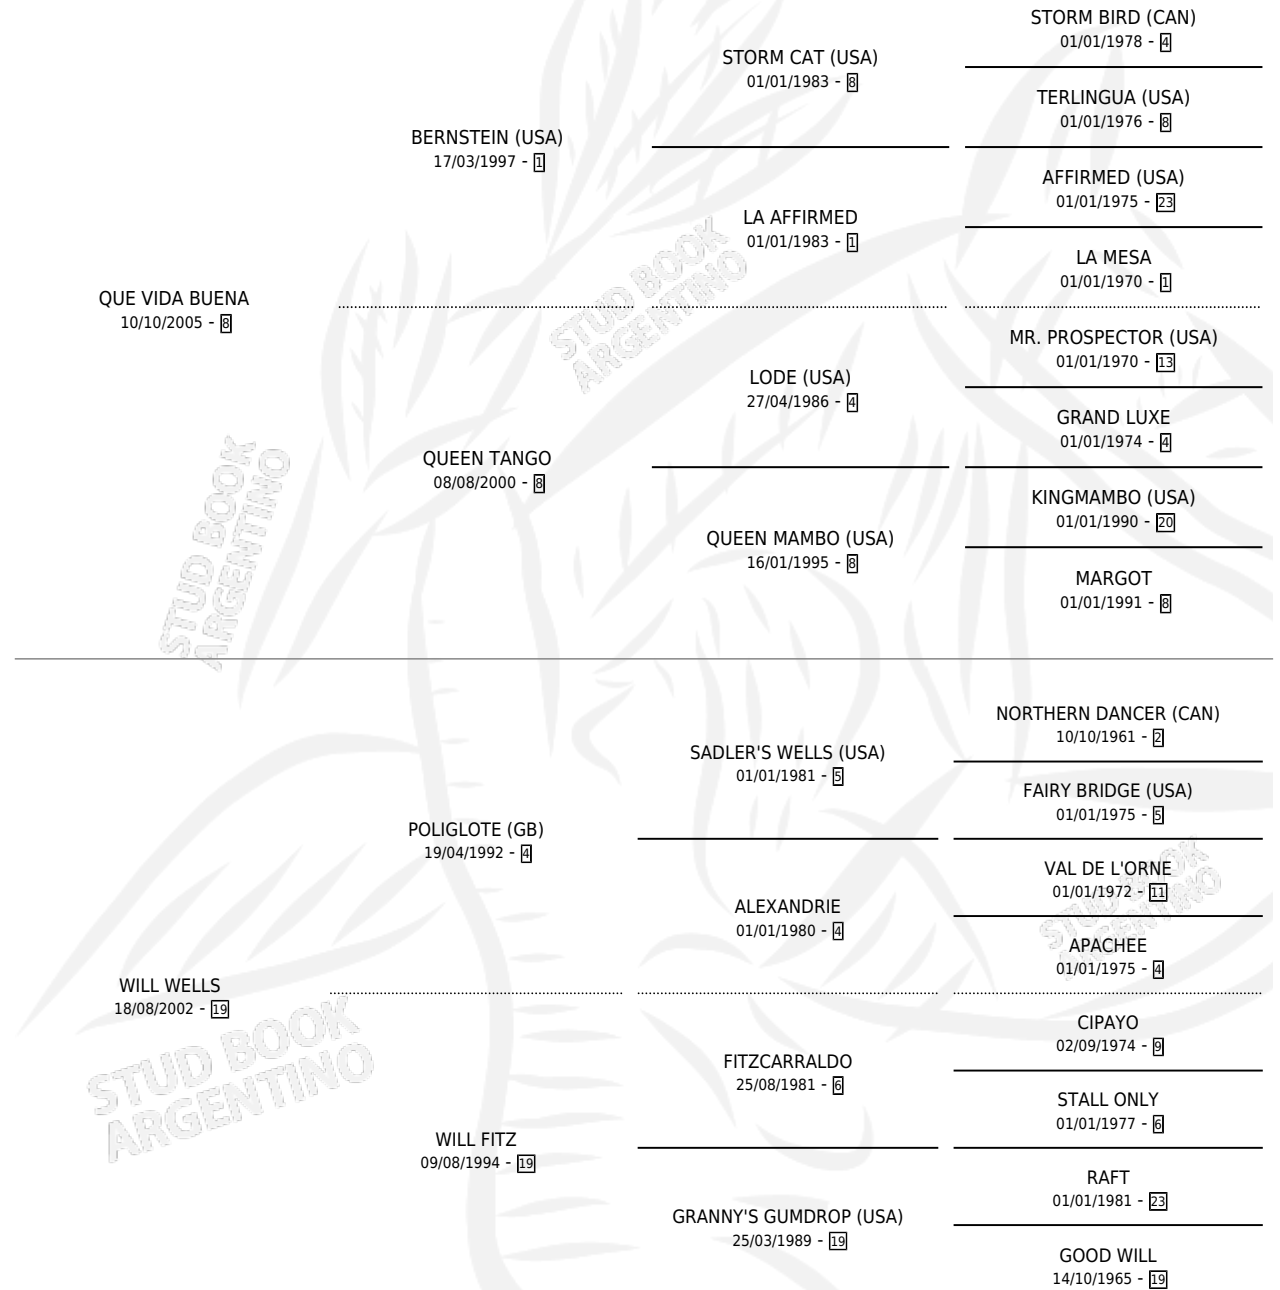 STORM BIRD (CAN)
01/01/1978 - 4
STORM CAT (USA)
01/01/1983 - 8
TERLINGUA (USA)
01/01/1976 - 8
BERNSTEIN (USA)
17/03/1997 - 1
AFFIRMED (USA)
01/01/1975 - 23
LA AFFIRMED
01/01/1983 - 1
LA MESA
01/01/1970 - 1
QUE VIDA BUENA
10/10/2005 - 8
MR. PROSPECTOR (USA)
01/01/1970 - 13
LODE (USA)
27/04/1986 - 4
GRAND LUXE
01/01/1974 - 4
QUEEN TANGO
08/08/2000 - 8
KINGMAMBO (USA)
01/01/1990 - 20
QUEEN MAMBO (USA)
16/01/1995 - 8
MARGOT
01/01/1991 - 8
STUD BOOK
ARGENTINO
STUD BOOK
ARGENTINO
NORTHERN DANCER (CAN)
10/10/1961 - 2
SADLER'S WELLS (USA)
01/01/1981 - 5
FAIRY BRIDGE (USA)
01/01/1975 - 5
POLIGLOTE (GB)
19/04/1992 - 4
VAL DE L'ORNE
01/01/1972 - 11
ALEXANDRIE
01/01/1980 - 4
APACHEE
01/01/1975 - 4
WILL WELLS
18/08/2002 - 19
CIPAYO
02/09/1974 - 9
FITZCARRALDO
25/08/1981 - 6
STALL ONLY
01/01/1977 - 6
WILL FITZ
09/08/1994 - 19
RAFT
01/01/1981 - 23
GRANNY'S GUMDROP (USA)
25/03/1989 - 19
GOOD WILL
14/10/1965 - 19
STUD BOOK
ARGENTINO
STUD BOOK
ARGENTINO